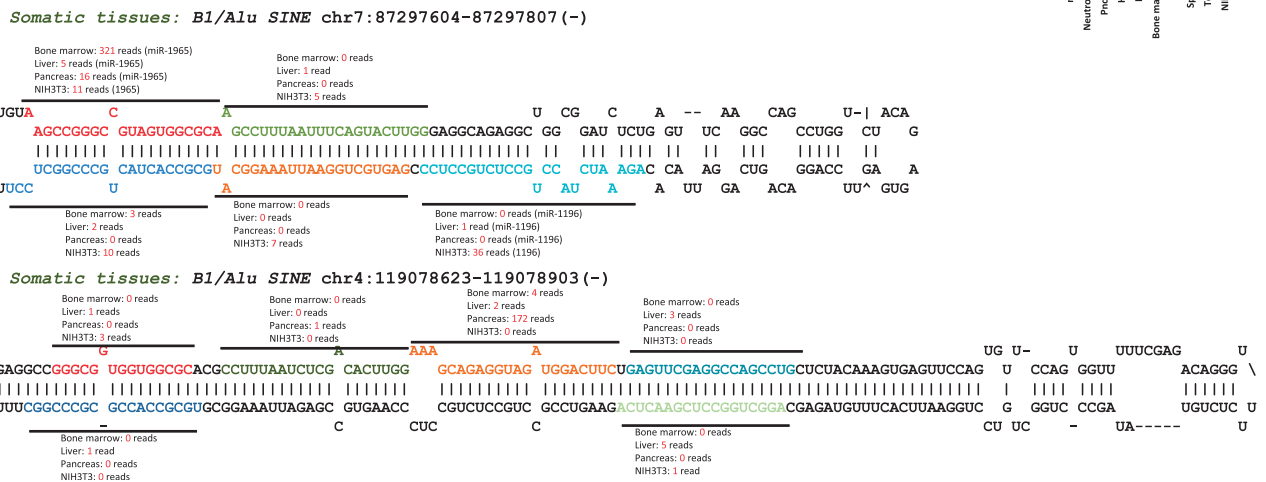 Somatic tissues: B1/Alu SINE chr7:87297604-87297807(-)
Neutro
Bone ma
Bone marrow: 321 reads (miR-1965)
Liver: 5 reads (miR-1965)
Pancreas: 16 reads (miR-1965)
NIH3T3: 11 reads (1965)
Bone marrow: 0 reads
Liver: 1 read
Pancreas: 0 reads
NIH3T3: 5 reads
UGUA C A U CG C A -- AA CAG U-| ACA
AGCCGGGC GUAGUGGCGCA GCCUUUAAUUUCAGUACUUGGGAGGCAGAGGC GG GAU UCUG GU UC GGC CCUGG CU G
UCGGCCCG CAUCACCGCGU CGGAAAUUAAGGUCGUGAGCCCUCCGUCUCCG CC CUA AGAC CA AG CUG GGACC GA A
UUCC U A U AU A A UU GA ACA UU^ GUG
Bone marrow: 3 reads
Liver: 2 reads
Pancreas: 0 reads
NIH3T3: 10 reads
Bone marrow: 0 reads
Liver: 0 reads
Pancreas: 0 reads
NIH3T3: 7 reads
Bone marrow: 0 reads (miR-1196)
Liver: 1 read (miR-1196)
Pancreas: 0 reads (miR-1196)
NIH3T3: 36 reads (1196)
Somatic tissues: B1/Alu SINE chr4:119078623-119078903(-)
Bone marrow: 0 reads
Liver: 1 reads
Pancreas: 0 reads
NIH3T3: 3 reads
Bone marrow: 0 reads
Liver: 0 reads
Pancreas: 1 reads
NIH3T3: 0 reads
Bone marrow: 4 reads
Liver: 2 reads
Pancreas: 172 reads
NIH3T3: 0 reads
Bone marrow: 0 reads
Liver: 3 reads
Pancreas: 0 reads
NIH3T3: 0 reads
G A AAA A UG U- U UUUCGAG U
GAGGCCGGGCG UGGUGGCGCACGCCUUUAAUCUCG CACUUGG GCAGAGGUAG UGGACUUCUGAGUUCGAGGCCAGCCUGCUCUACAAAGUGAGUUCCAG U CCAG GGUU ACAGGG \
UUUCGGCCCGC GCCACCGCGUGCGGAAAUUAGAGC GUGAACC CGUCUCCGUC GCCUGAAGACUCAAGCUCCGGUCGGACGAGAUGUUUCACUUAAGGUC G GGUC CCGA UGUCUC U
- C CUC C CU UC - UA----- U
Bone marrow: 0 reads
Liver: 1 read
Pancreas: 0 reads
NIH3T3: 0 reads
Bone marrow: 0 reads
Liver: 5 reads
Pancreas: 0 reads
NIH3T3: 1 read